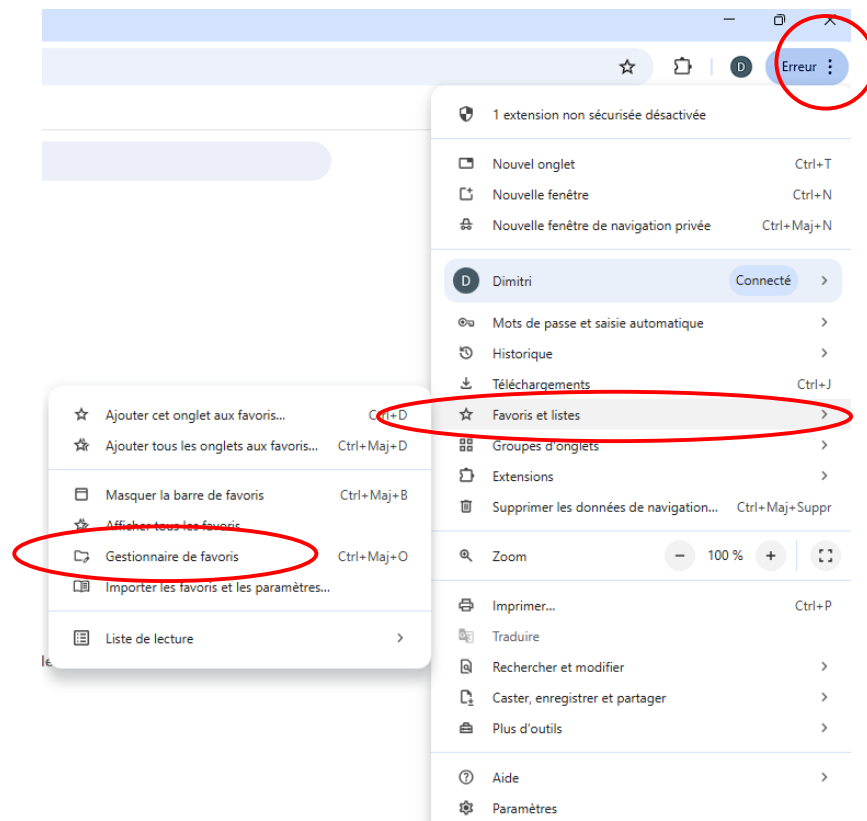 D
Erreur
1 extension non sécurisée désactivée
Nouvel onglet Ctrl+T
Nouvelle fenêtre Ctrl+N
Nouvelle fenêtre de navigation privée Ctrl+Maj+N
D Dimitri Connecté
Mots de passe et saisie automatique
Historique
Téléchargements Ctrl+J
Favoris et listes
Groupes d'onglets
Extensions
Supprimer les données de navigation... Ctrl+Maj+Suppr
Zoom − 100 % +
Imprimer... Ctrl+P
Traduire
Rechercher et modifier
Caster, enregistrer et partager
Plus d'outils
Aide
Paramètres
Ajouter cet onglet aux favoris... Ctrl+D
Ajouter tous les onglets aux favoris... Ctrl+Maj+D
Masquer la barre de favoris Ctrl+Maj+B
Afficher tous les favoris
Gestionnaire de favoris Ctrl+Maj+O
Importer les favoris et les paramètres...
Liste de lecture